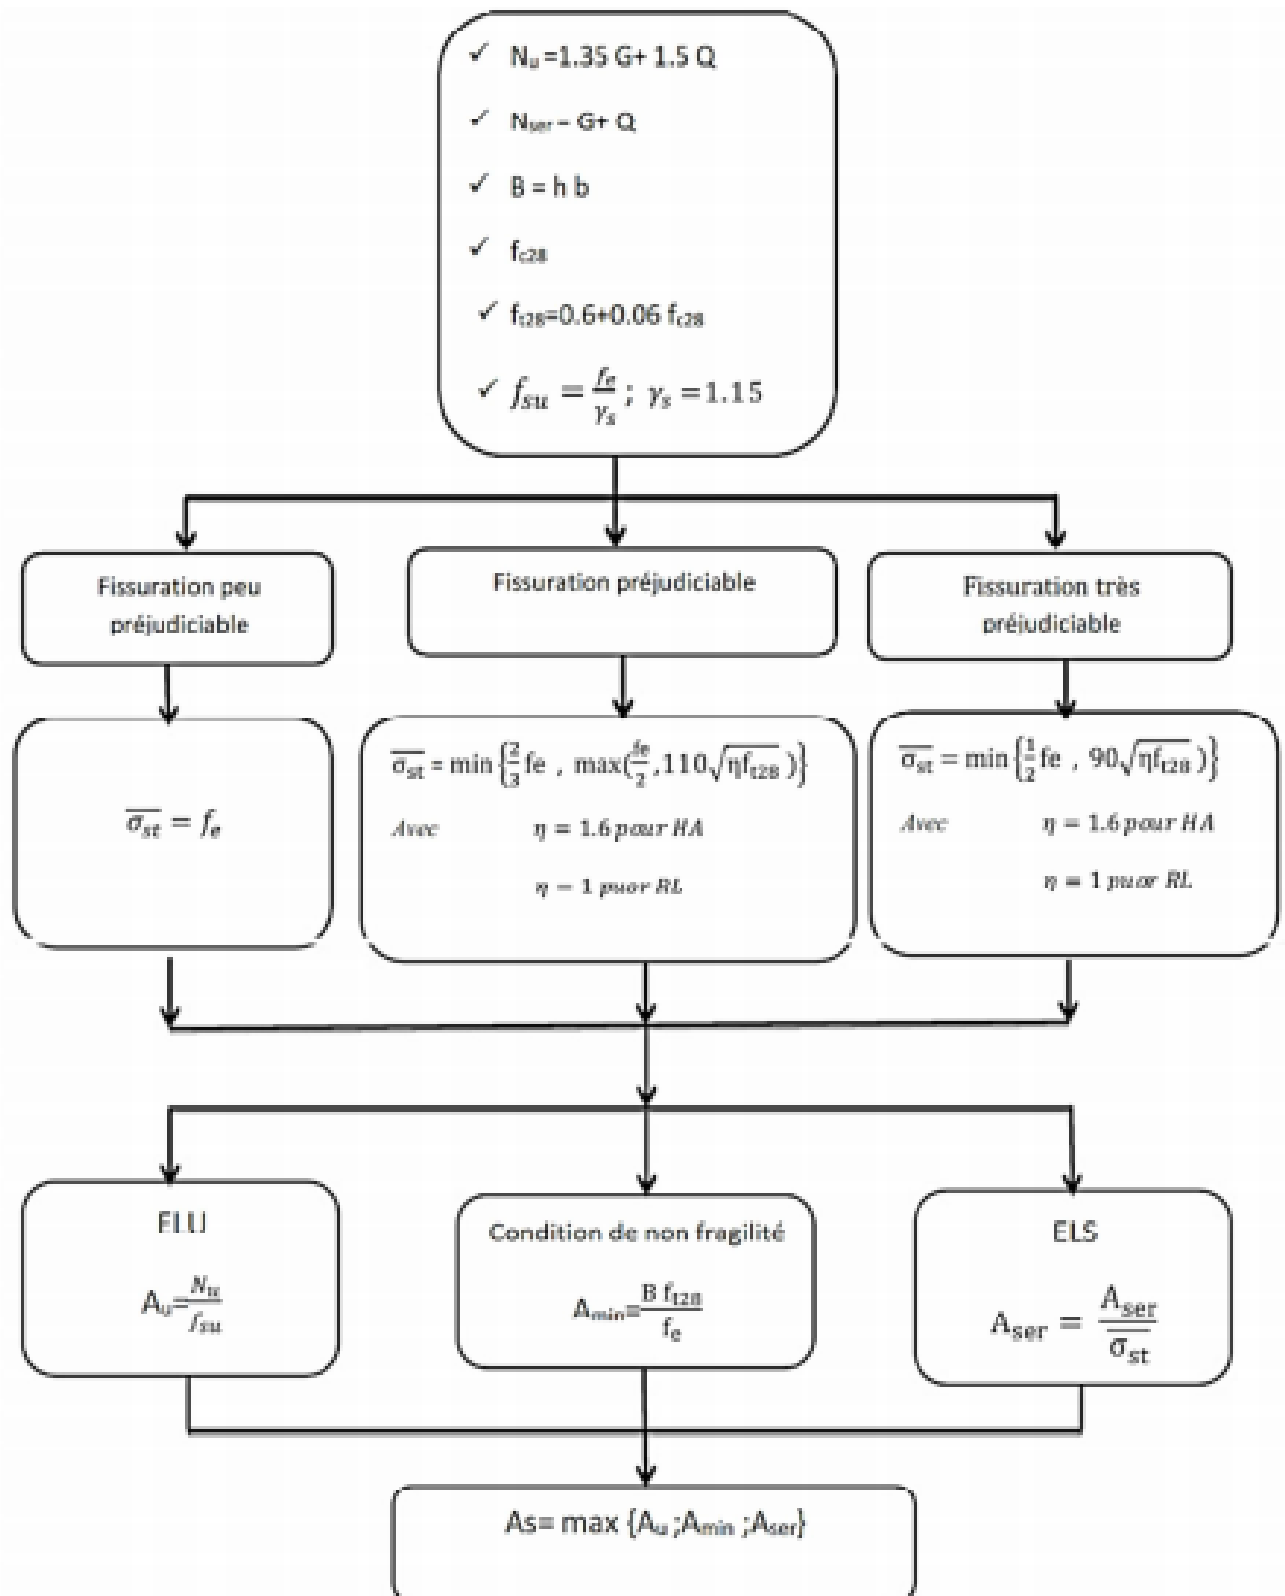 ✓ Nu =1.35 G+ 1.5 Q
✓ Nser – G+ Q
✓ B = h b
✓ fc28
✓ ft28=0.6+0.06 fc28
✓ fsu = fe/γs ; γs =1.15
Fissuration peu
préjudiciable
Fissuration préjudiciable
Fissuration très
préjudiciable
σst = fe
σst = min {2/3 fe , max(fe/2 ,110√ηft28 )}
Avec η = 1.6 pour HA
η – 1 puor RL
σst = min {1/2 fe , 90√ηft28 )}
Avec η = 1.6 pour HA
η = 1 puor RL
ELU
Au=Nu/fsu
Condition de non fragilité
Amin=B ft28/fe
ELS
Aser = Aser/σst
As= max {Au ;Amin ;Aser}